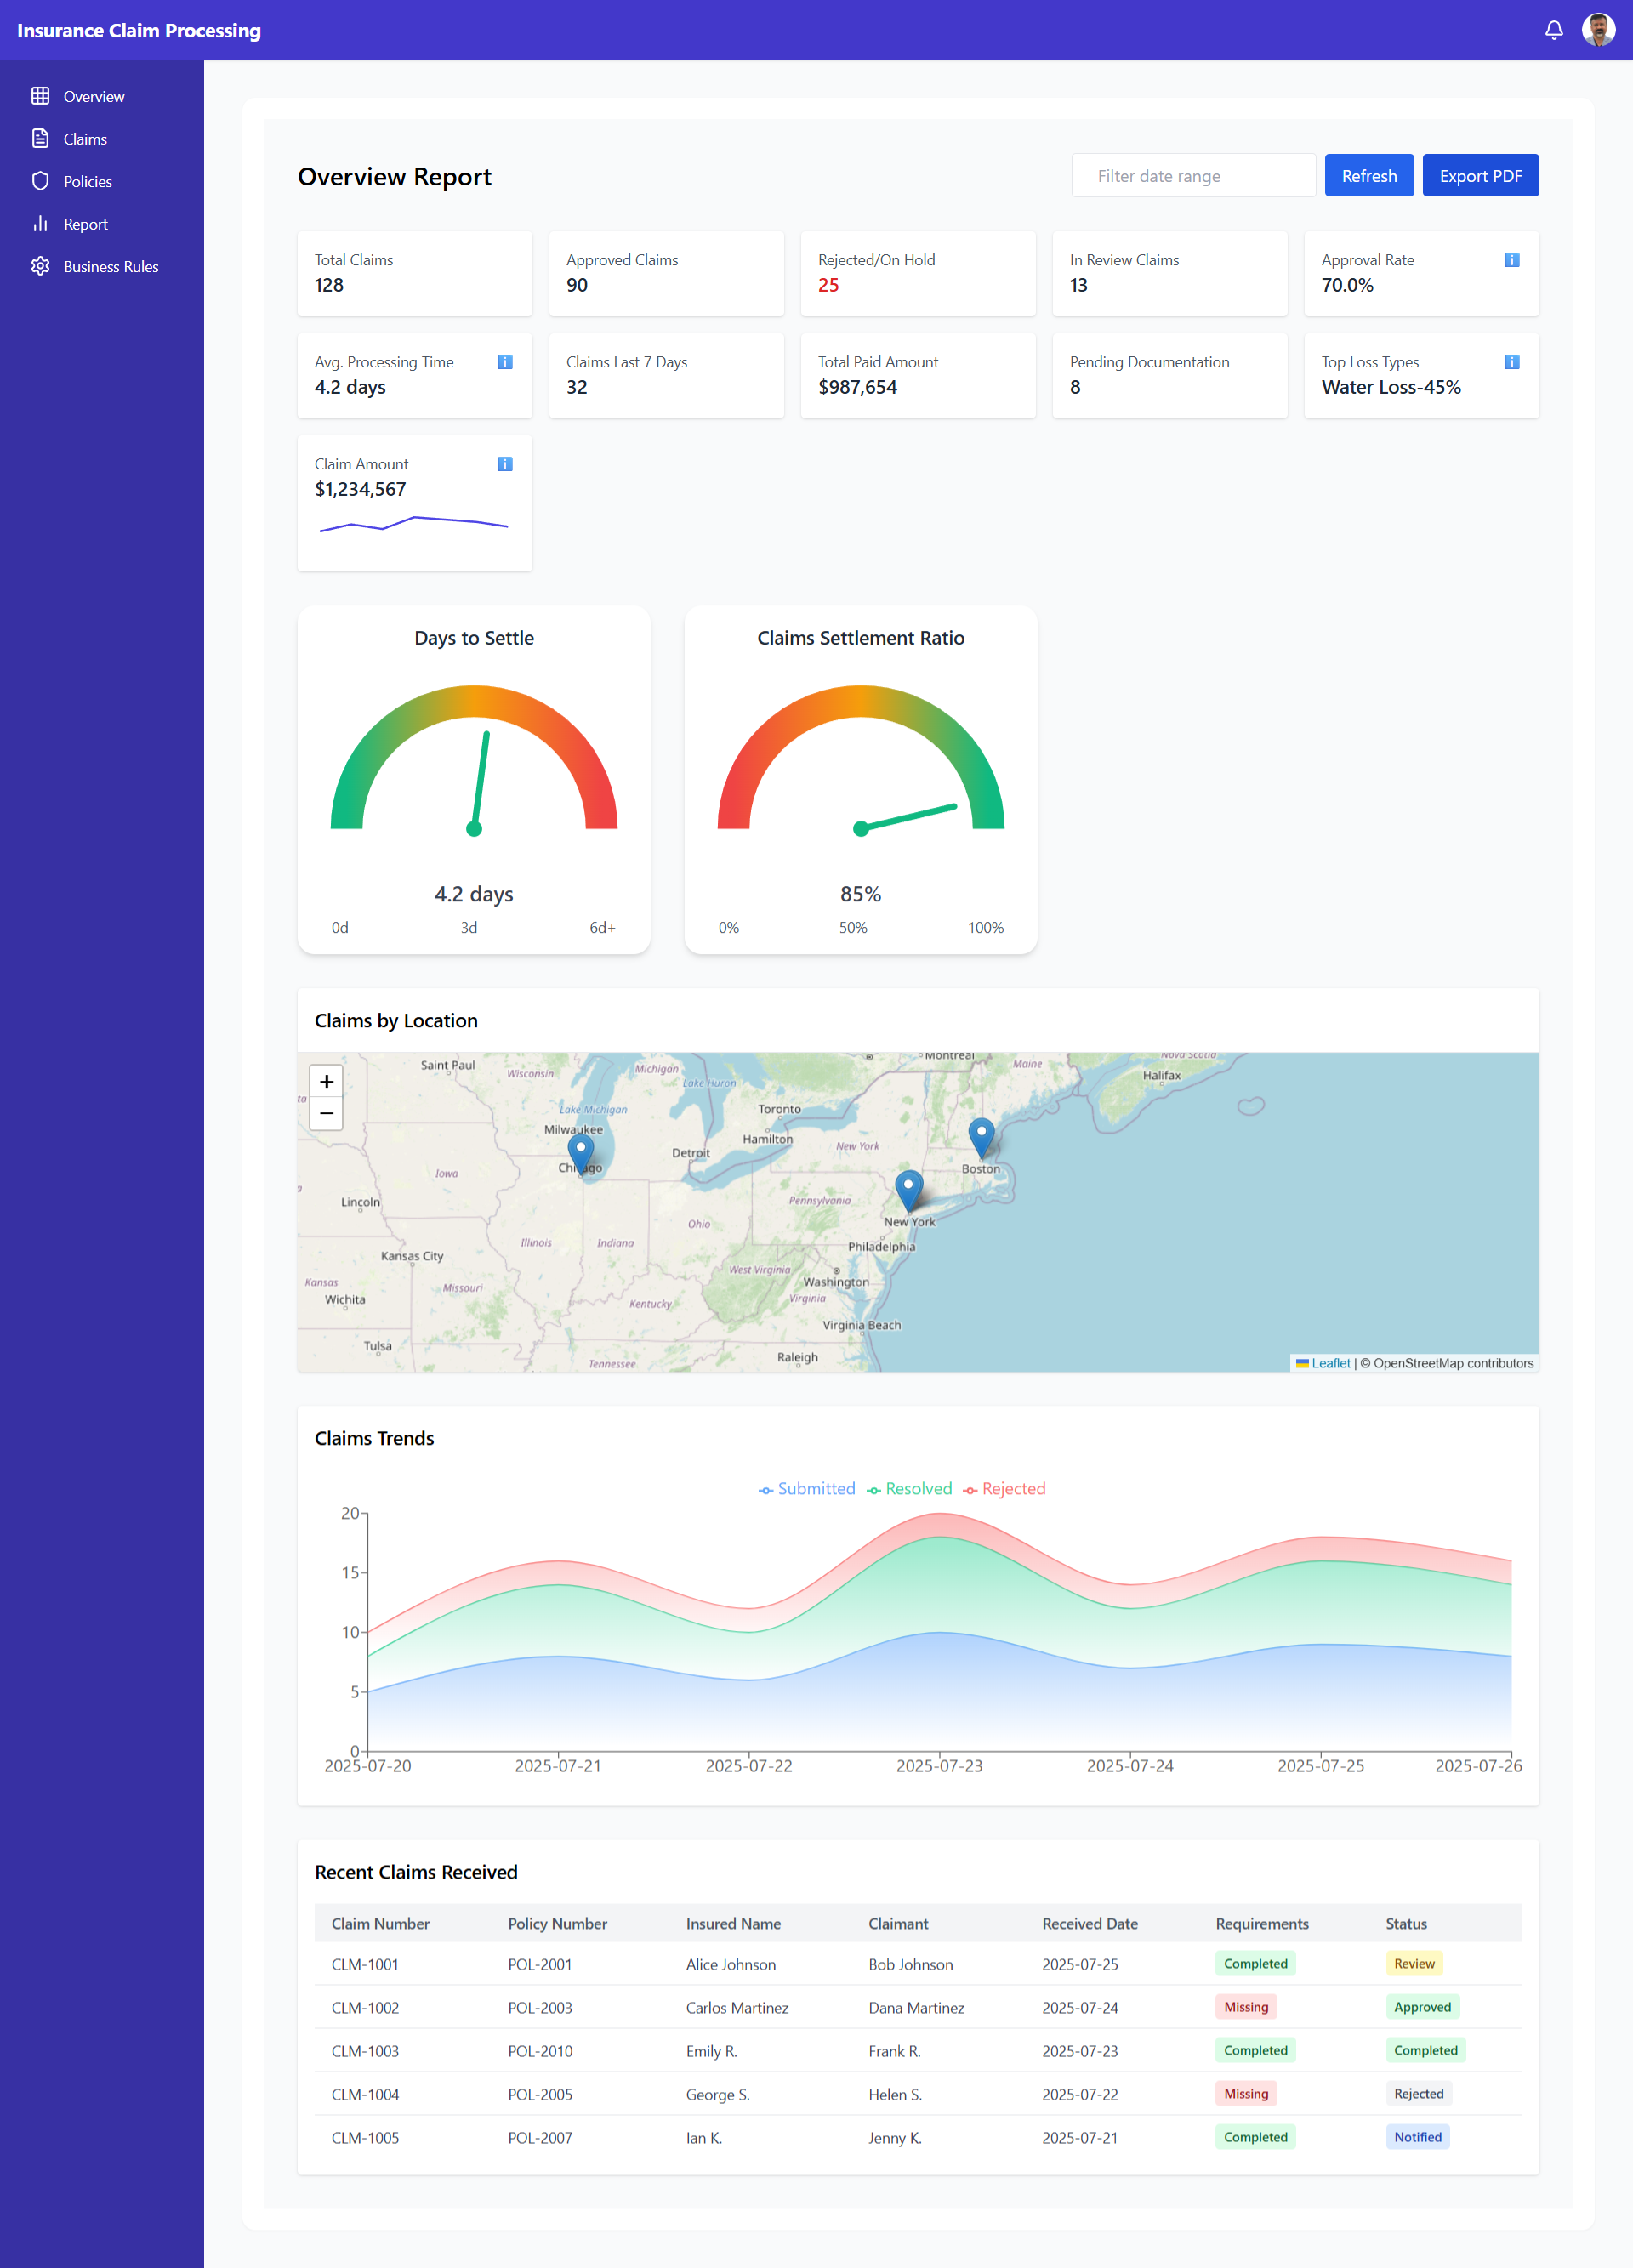 Insurance Claim Processing
Overview
Claims
Policies
Report
Business Rules
Overview Report
Filter date range
Refresh
Export PDF
Total Claims
128
Approved Claims
90
Rejected/On Hold
25
In Review Claims
13
Approval Rate
70.0%
Avg. Processing Time
4.2 days
Claims Last 7 Days
32
Total Paid Amount
$987,654
Pending Documentation
8
Top Loss Types
Water Loss-45%
Claim Amount
$1,234,567
Days to Settle
4.2 days
0d 3d 6d+
Claims Settlement Ratio
85%
0% 50% 100%
Claims by Location
+
−
Saint Paul
Wisconsin
Michigan
Lake Huron
Montreal
Maine
Nova Scotia
Halifax
Lake Michigan
Toronto
Milwaukee
Hamilton
New York
Detroit
Chicago
Boston
Iowa
Lincoln
Pennsylvania
Ohio
New York
Illinois
Indiana
Philadelphia
Kansas City
West Virginia
Washington
Kansas
Missouri
Virginia
Wichita
Kentucky
Virginia Beach
Tulsa
Raleigh
Tennessee
Leaflet | © OpenStreetMap contributors
Claims Trends
Submitted Resolved Rejected
20
15
10
5
0
2025-07-20 2025-07-21 2025-07-22 2025-07-23 2025-07-24 2025-07-25 2025-07-26
Recent Claims Received
Claim Number Policy Number Insured Name Claimant Received Date Requirements Status
CLM-1001 POL-2001 Alice Johnson Bob Johnson 2025-07-25 Completed Review
CLM-1002 POL-2003 Carlos Martinez Dana Martinez 2025-07-24 Missing Approved
CLM-1003 POL-2010 Emily R. Frank R. 2025-07-23 Completed Completed
CLM-1004 POL-2005 George S. Helen S. 2025-07-22 Missing Rejected
CLM-1005 POL-2007 Ian K. Jenny K. 2025-07-21 Completed Notified